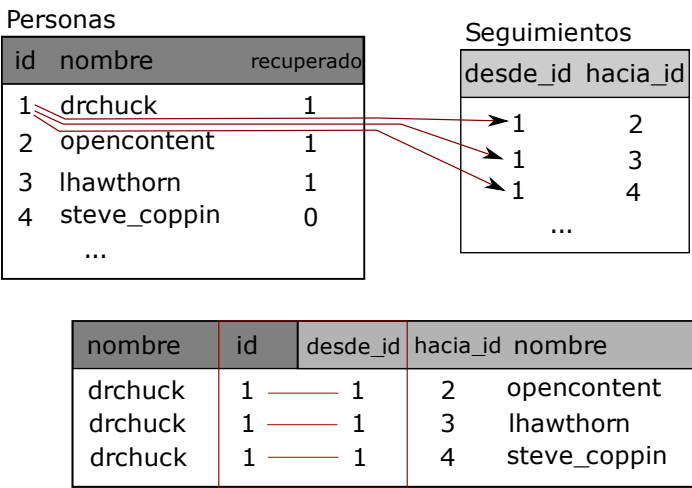 Personas
id nombre recuperado
1 drchuck 1
2 opencontent 1
3 lhawthorn 1
4 steve_coppin 0
...
Seguimientos
desde_id hacia_id
1 2
1 3
1 4
...
nombre id desde_id hacia_id nombre
drchuck 1 1 2 opencontent
drchuck 1 1 3 lhawthorn
drchuck 1 1 4 steve_coppin